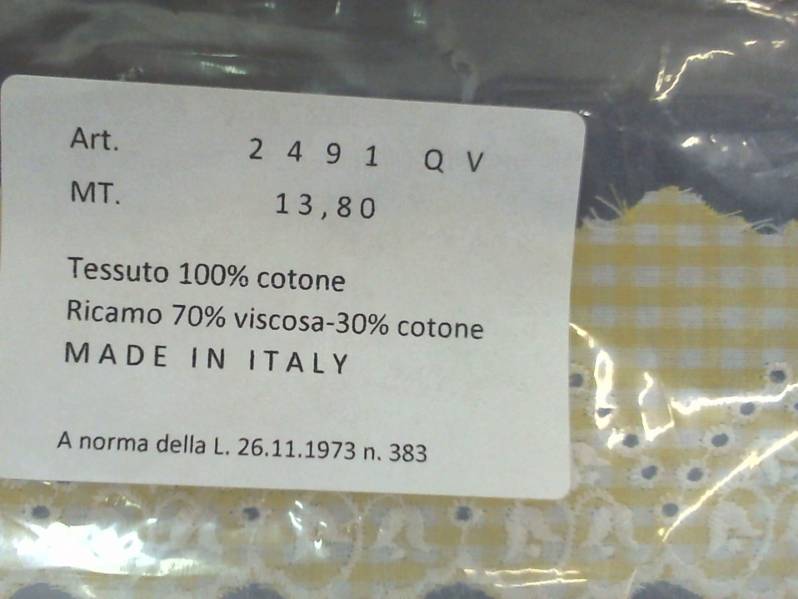 Art. 2 4 9 1 Q V
MT. 13,80
Tessuto 100% cotone
Ricamo 70% viscosa-30% cotone
MADE IN ITALY
A norma della L. 26.11.1973 n. 383